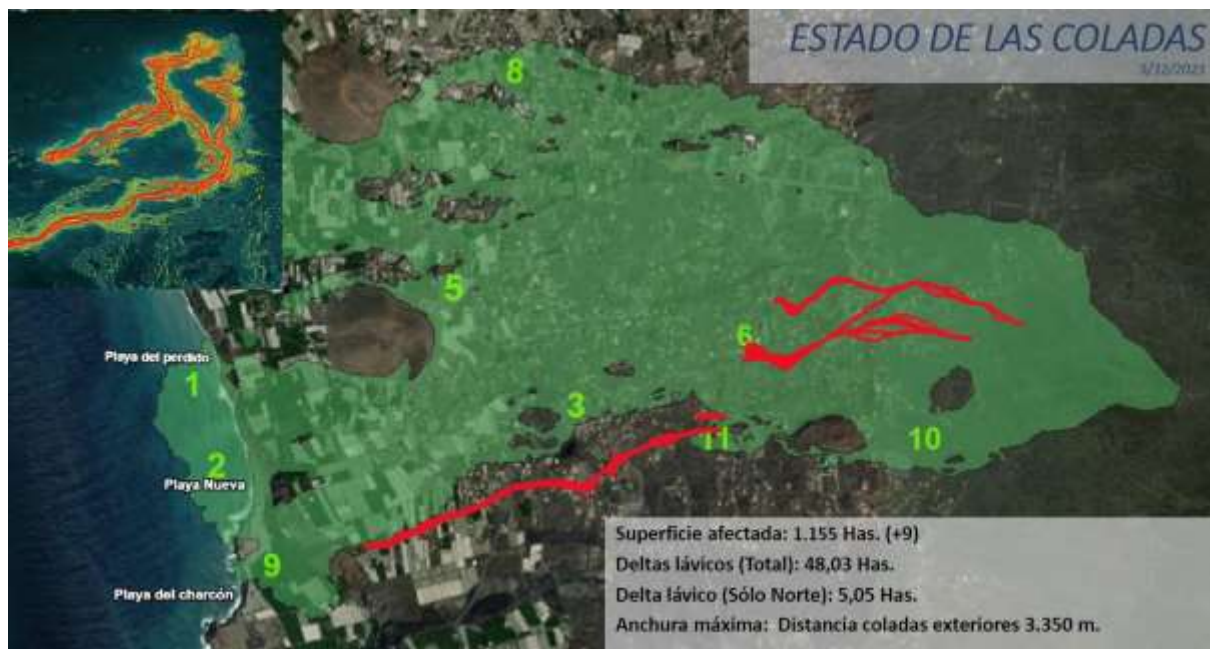 ESTADO DE LAS COLADAS
8
5
6
Playa del perdido
1
3
11
10
2
Playa Nueva
9
Playa del charcón
Superficie afectada: 1.155 Has. (+9)
Deltas lávicos (Total): 48,03 Has.
Delta lávico (Sólo Norte): 5,05 Has.
Anchura máxima: Distancia coladas exteriores 3.350 m.